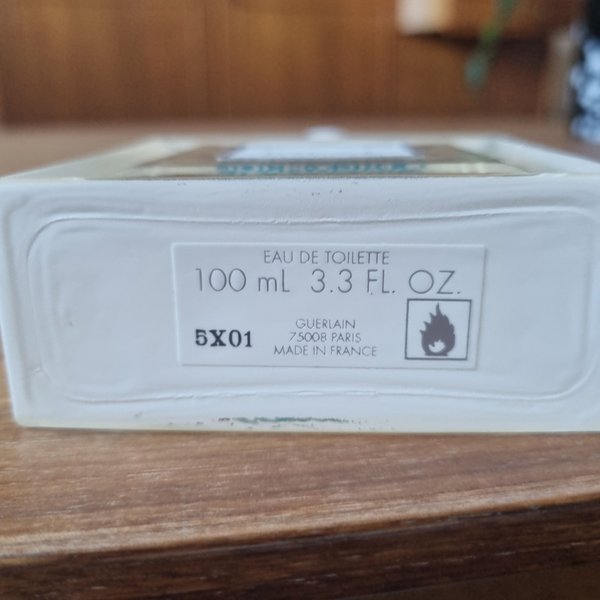 EAU DE TOILETTE
100 mL 3.3 FL. OZ.
GUERLAIN
5X01 75008 PARIS
MADE IN FRANCE